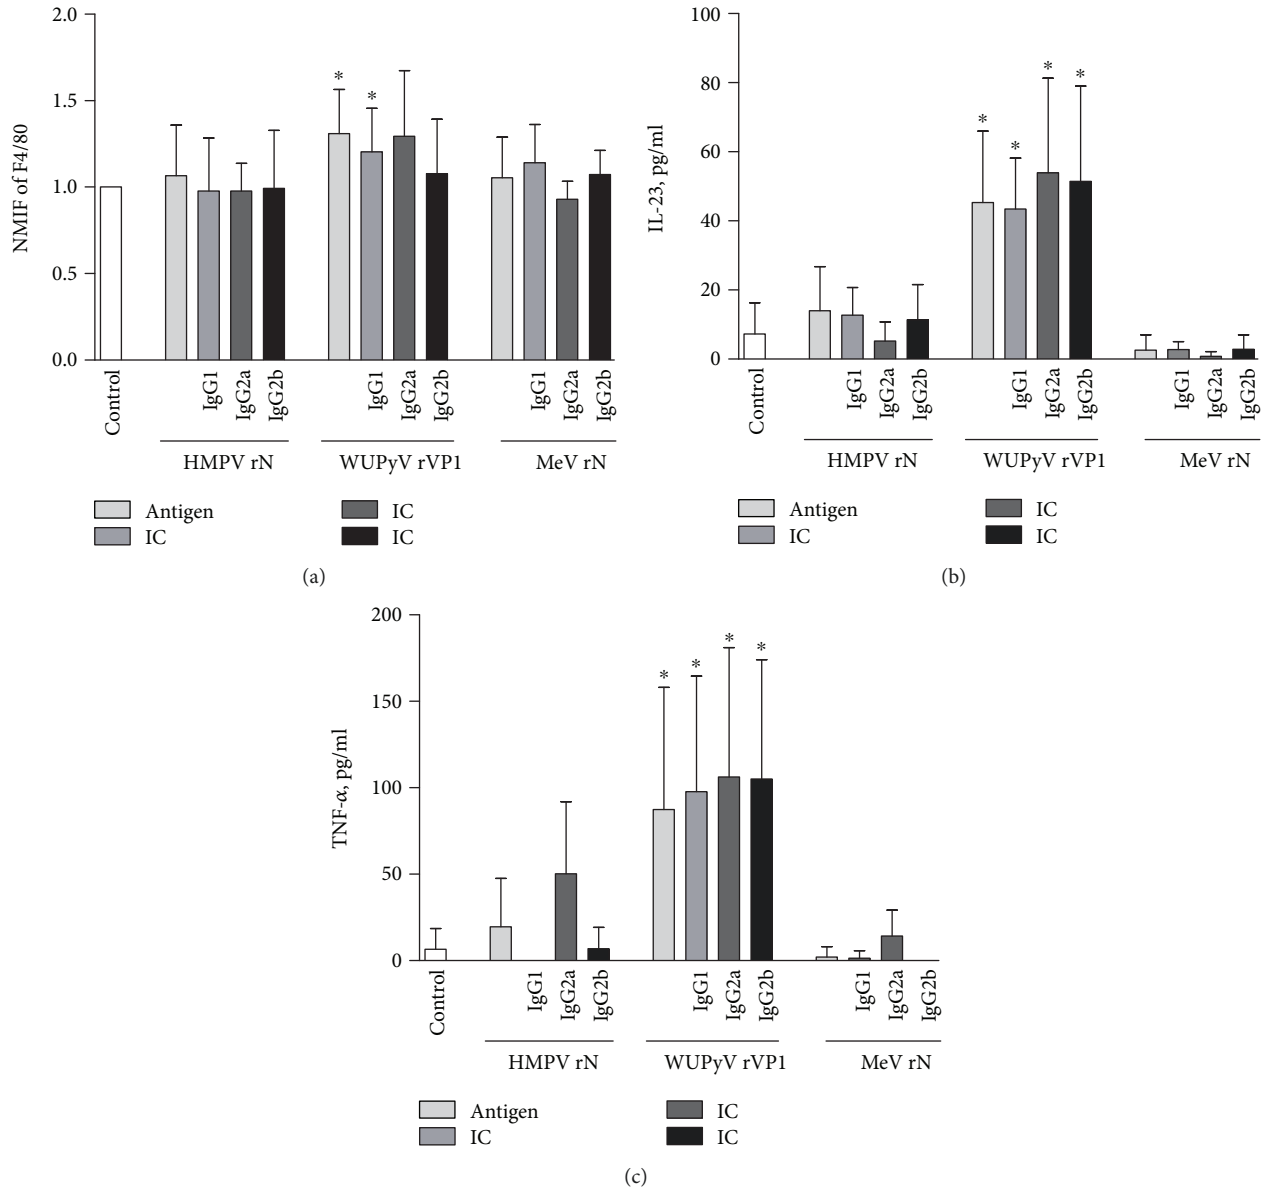 2.0
1.5
1.0
0.5
0.0
NMIF of F4/80
* *
Control
IgG1
IgG2a
IgG2b
IgG1
IgG2a
IgG2b
IgG1
IgG2a
IgG2b
HMPV rN
WUPyV rVP1
MeV rN
Antigen
IC
IC
IC
(a)
100
80
60
40
20
0
IL-23, pg/ml
* * * *
Control
IgG1
IgG2a
IgG2b
IgG1
IgG2a
IgG2b
IgG1
IgG2a
IgG2b
HMPV rN
WUPyV rVP1
MeV rN
Antigen
IC
IC
IC
(b)
200
150
100
50
0
TNF-α, pg/ml
* * * *
Control
IgG1
IgG2a
IgG2b
IgG1
IgG2a
IgG2b
IgG1
IgG2a
IgG2b
HMPV rN
WUPyV rVP1
MeV rN
Antigen
IC
IC
IC
(c)